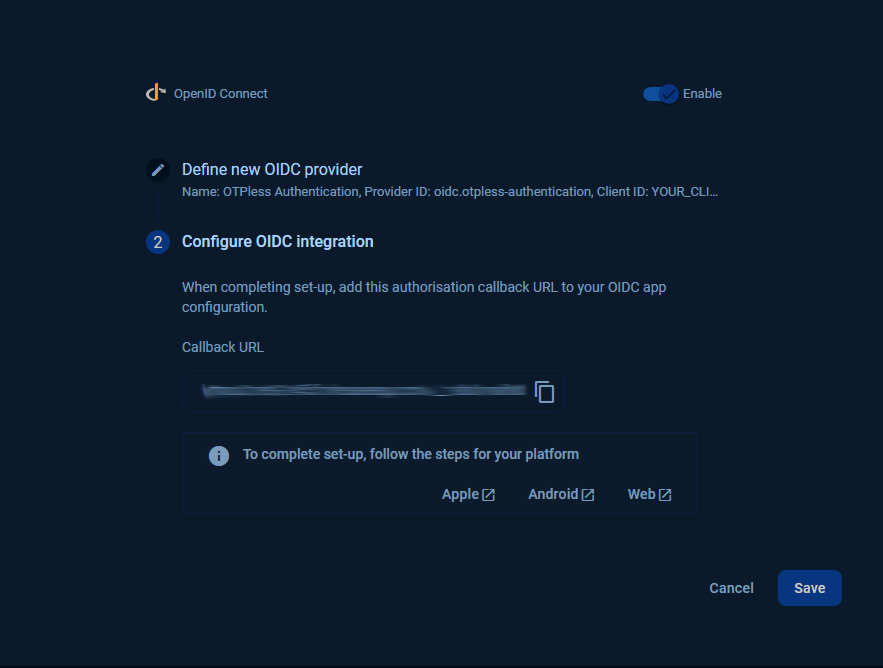 OpenID Connect
Enable
Define new OIDC provider
Name: OTPless Authentication, Provider ID: oidc.otpless-authentication, Client ID: YOUR_CLI...
2
Configure OIDC integration
When completing set-up, add this authorisation callback URL to your OIDC app
configuration.
Callback URL
To complete set-up, follow the steps for your platform
Apple
Android
Web
Cancel
Save